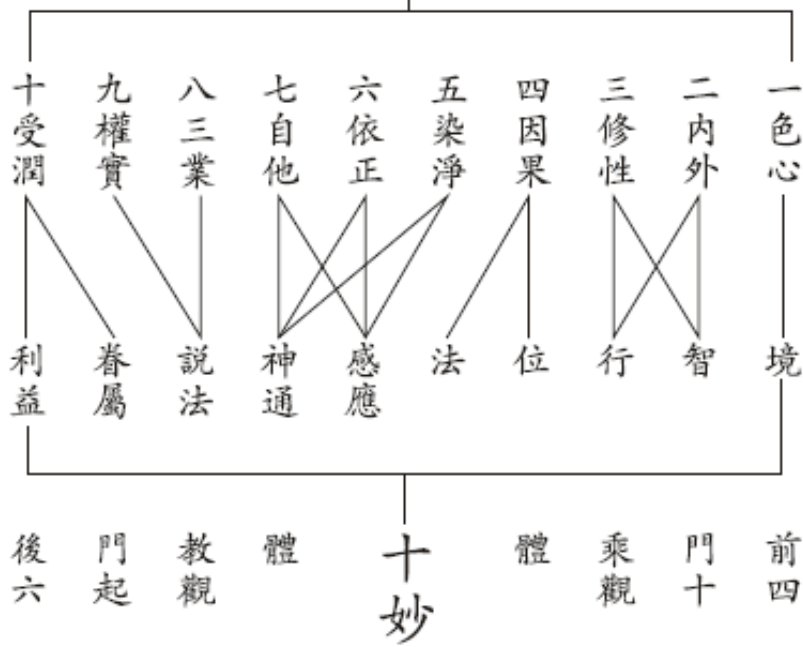 一色心
二內外
三修性
四因果
五染淨
六依正
七自他
八三業
九權實
十受潤
境
智
行
位
法
感應
神通
説法
眷屬
利益
前四
門十
乘觀
體
十妙
體
教觀
門起
後六